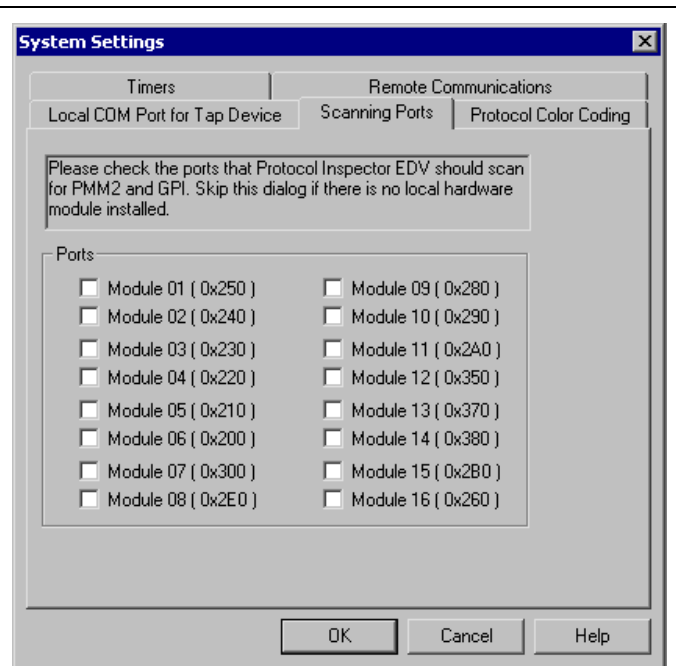 System Settings
Timers
Remote Communications
Local COM Port for Tap Device
Scanning Ports
Protocol Color Coding
Please check the ports that Protocol Inspector EDV should scan
for PMM2 and GPI. Skip this dialog if there is no local hardware
module installed.
Ports
Module 01 ( 0x250 )
Module 02 ( 0x240 )
Module 03 ( 0x230 )
Module 04 ( 0x220 )
Module 05 ( 0x210 )
Module 06 ( 0x200 )
Module 07 ( 0x300 )
Module 08 ( 0x2E0 )
Module 09 ( 0x280 )
Module 10 ( 0x290 )
Module 11 ( 0x2A0 )
Module 12 ( 0x350 )
Module 13 ( 0x370 )
Module 14 ( 0x380 )
Module 15 ( 0x2B0 )
Module 16 ( 0x260 )
OK
Cancel
Help